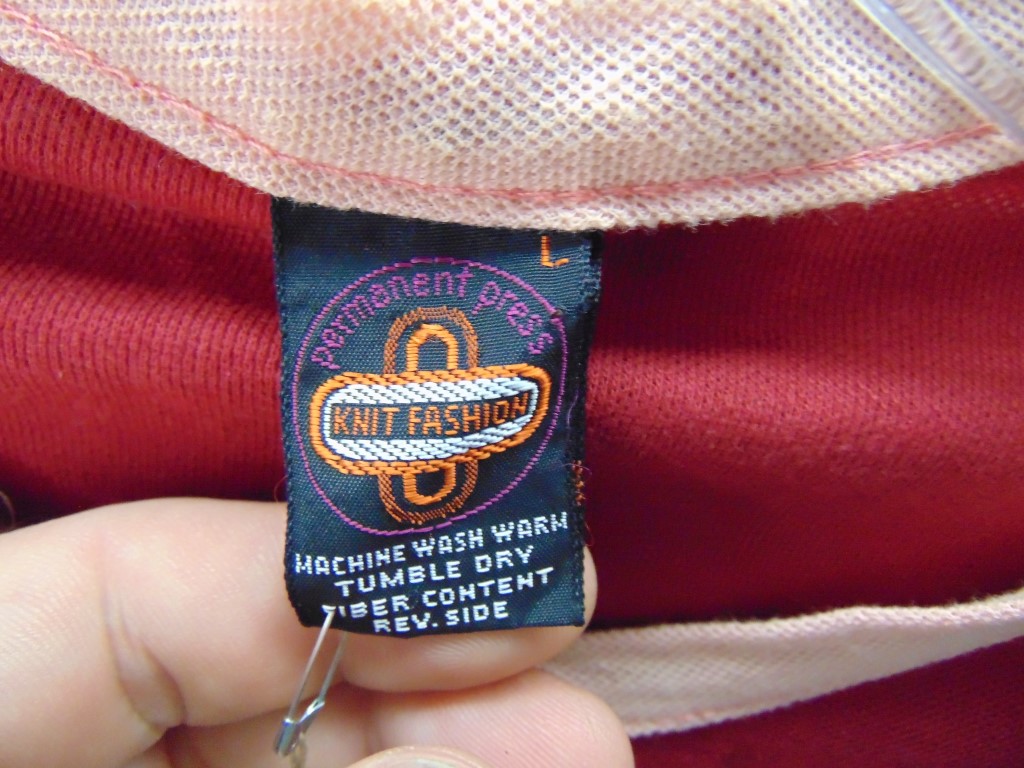 L
permanent press
KNIT FASHION
MACHINE WASH WARM
TUMBLE DRY
FIBER CONTENT
REV. SIDE